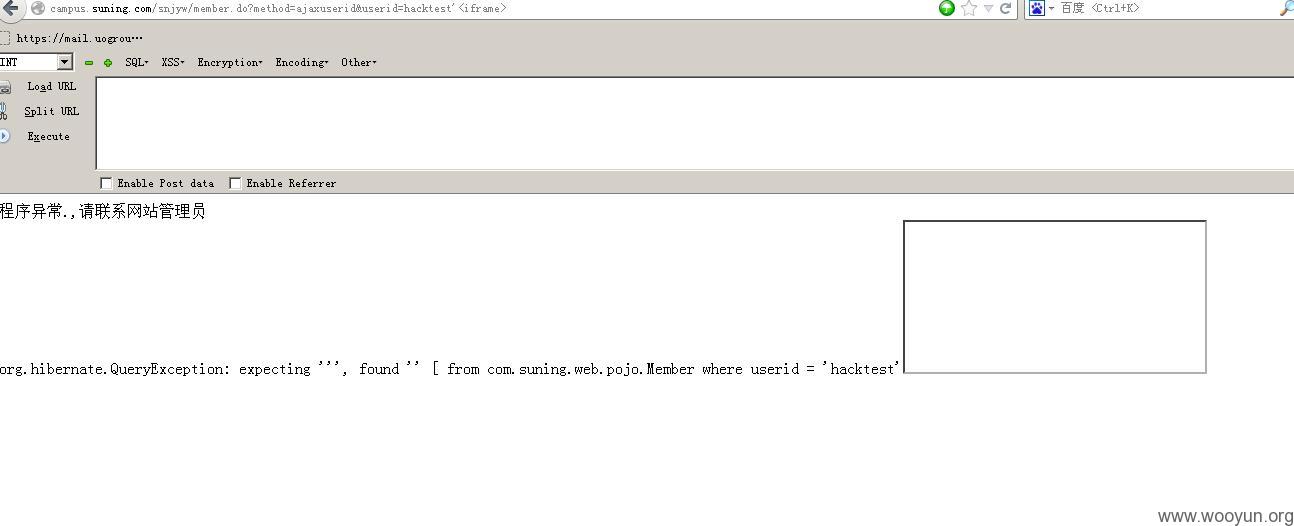 campus.suning.com/snjyw/member.do?method=ajaxuserid&userid=hacktest'<iframe>
百度 <Ctrl+K>
https://mail.uogrou…
INT
SQL
XSS
Encryption
Encoding
Other
Load URL
Split URL
Execute
Enable Post data
Enable Referrer
程序异常.,请联系网站管理员
org.hibernate.QueryException: expecting ''', found '' [ from com.suning.web.pojo.Member where userid = 'hacktest'
www.wooyun.org